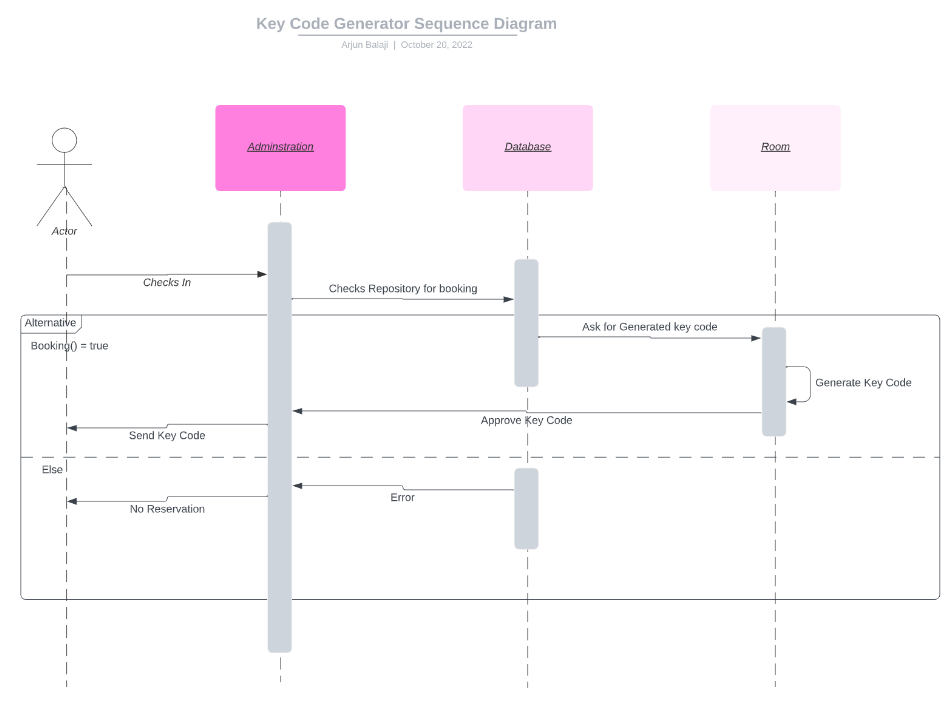 Key Code Generator Sequence Diagram
Arjun Balaji | October 20, 2022
Adminstration
Database
Room
Actor
Checks In
Checks Repository for booking
Alternative
Ask for Generated key code
Booking() = true
Generate Key Code
Approve Key Code
Send Key Code
Else
Error
No Reservation